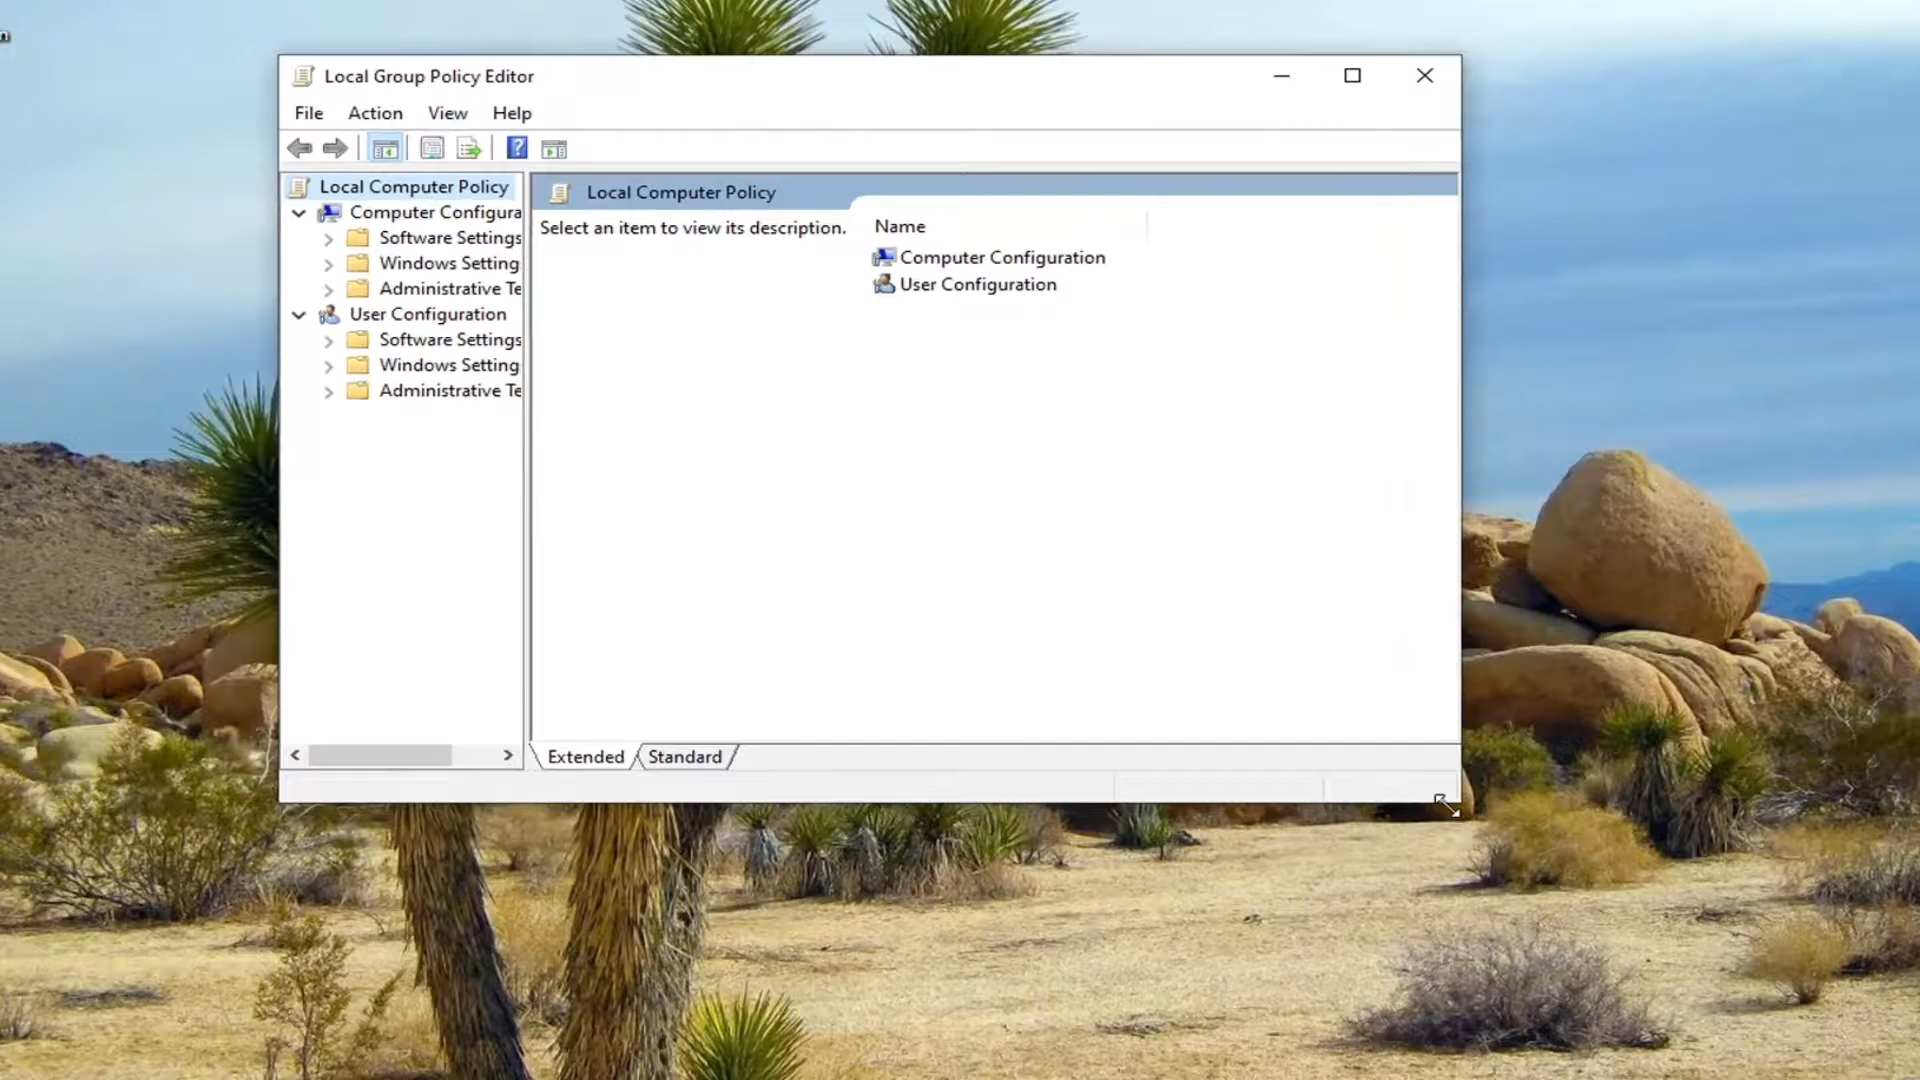 Local Group Policy Editor
File Action View Help
Local Computer Policy
Computer Configura
Software Settings
Windows Setting
Administrative Te
User Configuration
Software Settings
Windows Setting
Administrative Te
Local Computer Policy
Select an item to view its description.
Name
Computer Configuration
User Configuration
Extended Standard